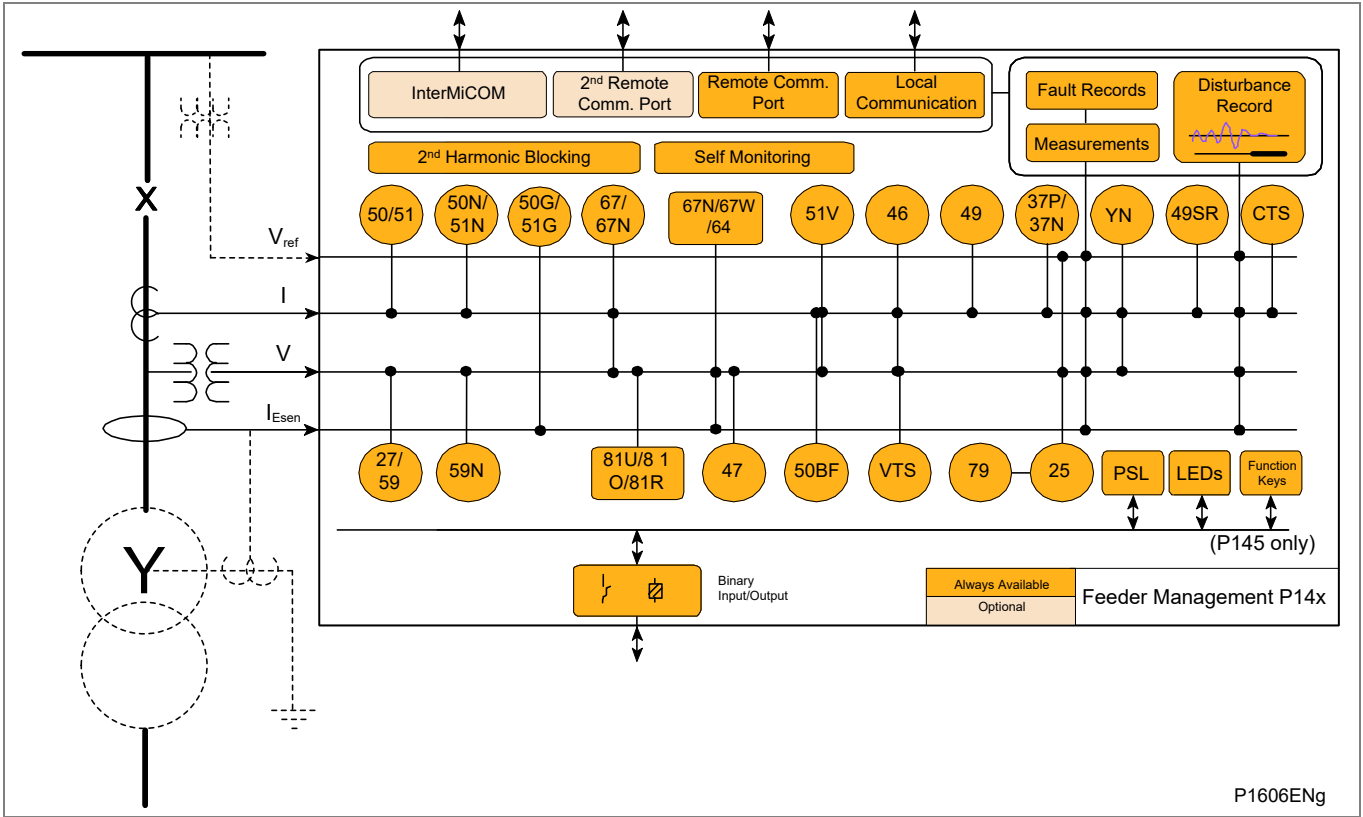 InterMiCOM
2nd Remote
Comm. Port
Remote Comm.
Port
Local
Communication
Fault Records
Measurements
Disturbance
Record
2nd Harmonic Blocking
Self Monitoring
50/51
50N/
51N
50G/
51G
67/
67N
67N/67W
/64
51V
46
49
37P/
37N
YN
49SR
CTS
X
Vref
I
V
IEsen
27/
59
59N
81U/8 1
O/81R
47
50BF
VTS
79
25
PSL
LEDs
Function
Keys
(P145 only)
Y
Binary
Input/Output
Always Available
Optional
Feeder Management P14x
P1606ENg